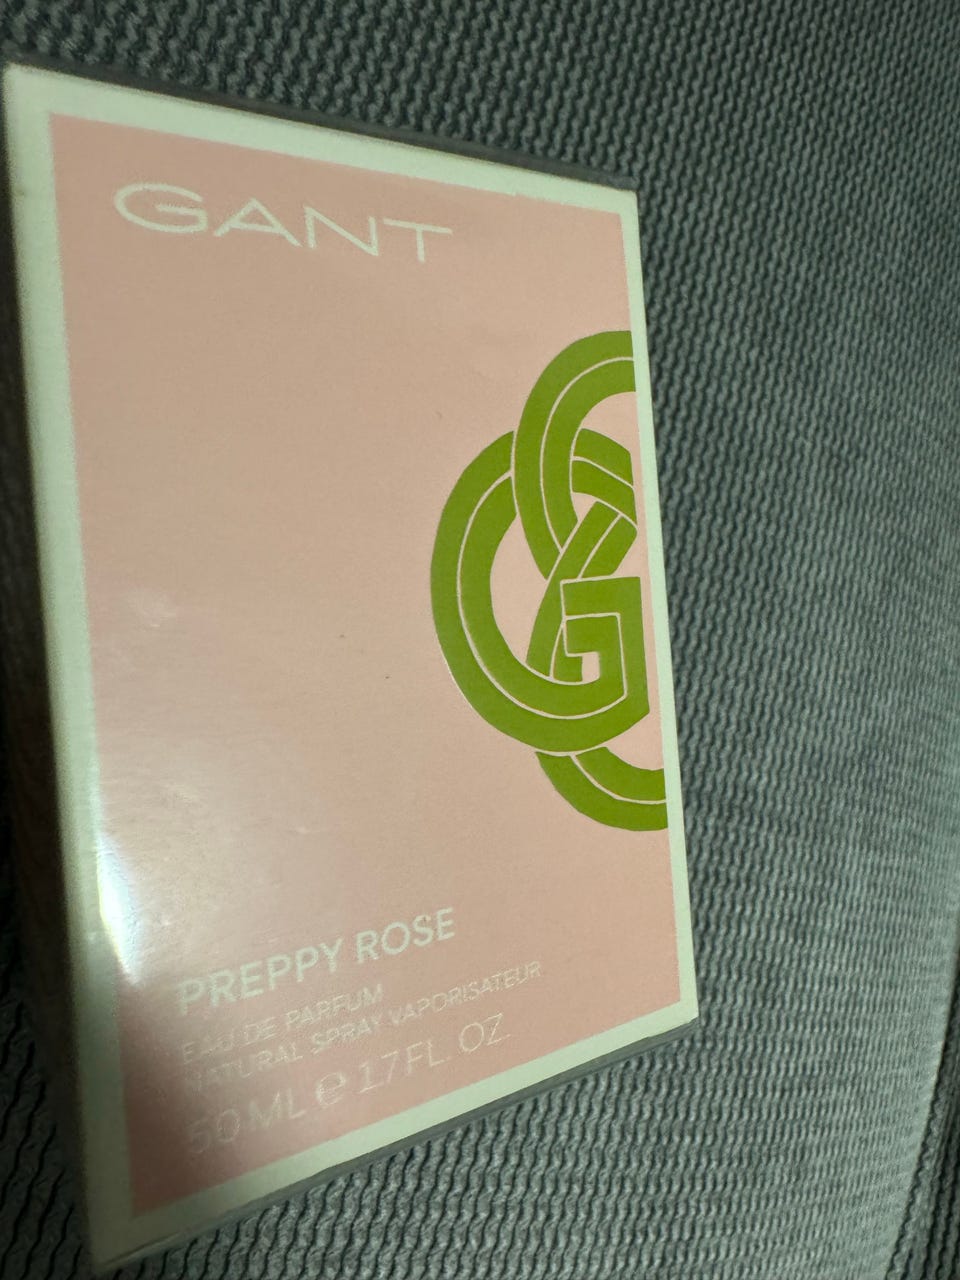 GANT
G
PREPPY ROSE
EAU DE PARFUM
NATURAL SPRAY VAPORISATEUR
50 ML ℮ 1.7 FL. OZ